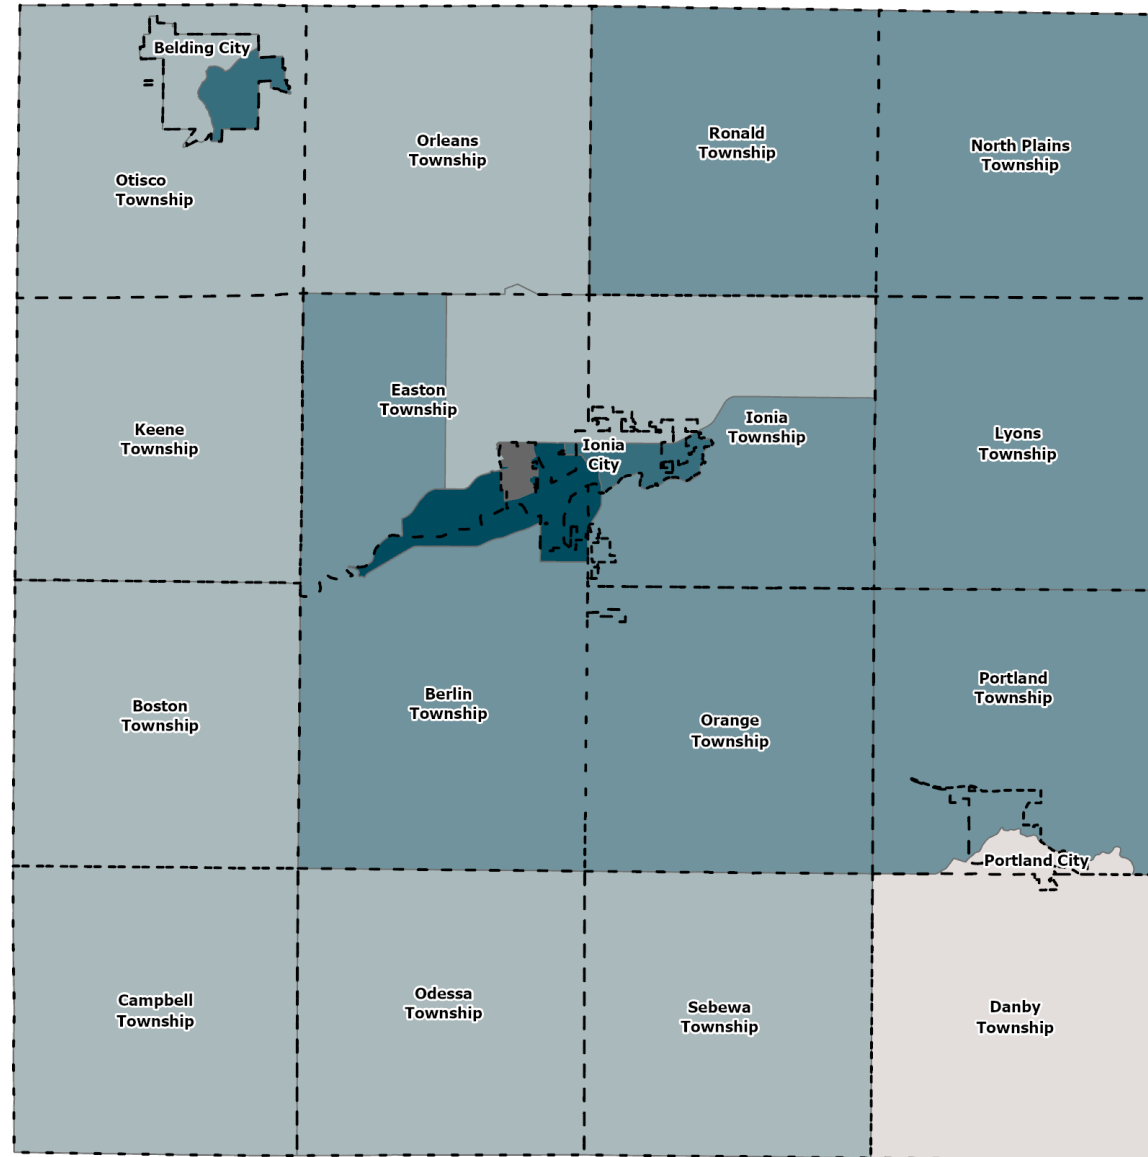 Belding City
Orleans
Township
Ronald
Township
North Plains
Township
Otisco
Township
Easton
Township
Keene
Township
Ionia
City
Ionia
Township
Lyons
Township
Boston
Township
Berlin
Township
Orange
Township
Portland
Township
Portland City
Campbell
Township
Odessa
Township
Sebewa
Township
Danby
Township